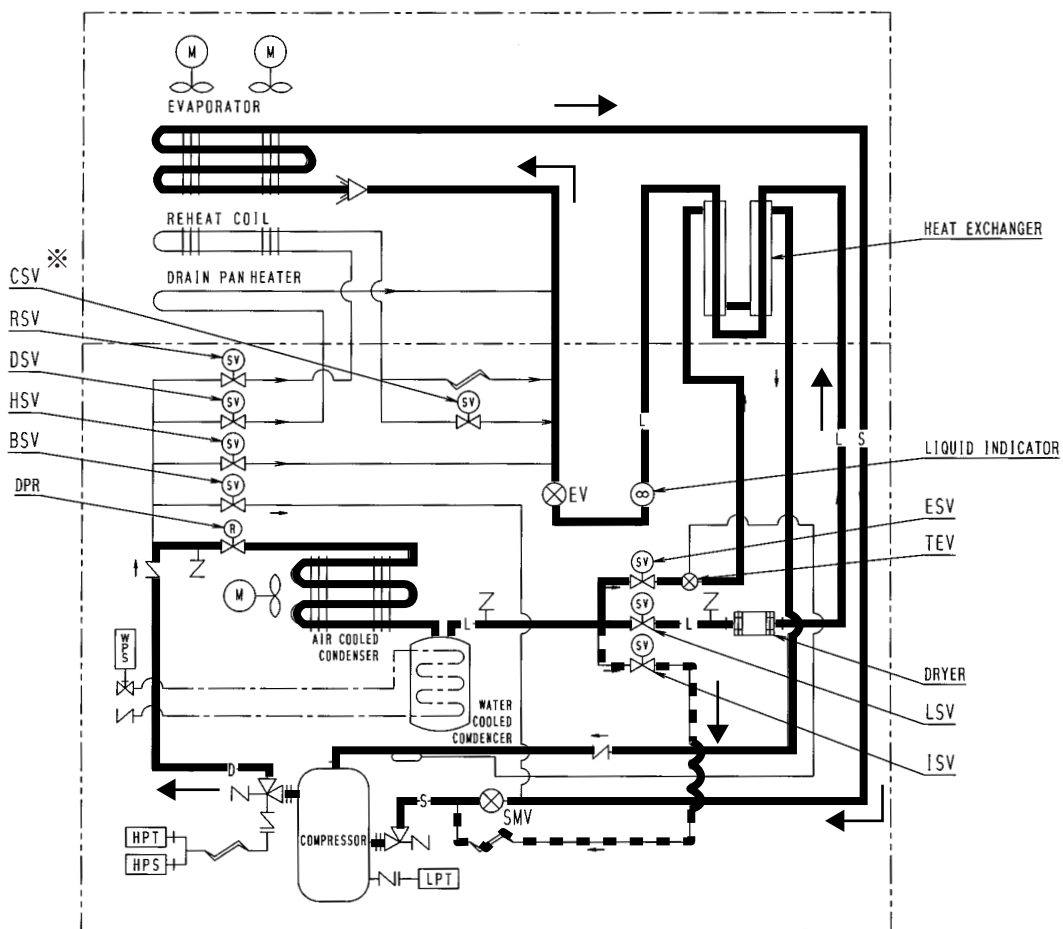 M
M
EVAPORATOR
REHEAT COIL
HEAT EXCHANGER
CSV ※
DRAIN PAN HEATER
RSV
SV
DSV
SV
SV
HSV
SV
L
L S
BSV
SV
LIQUID INDICATOR
DPR
EV
ESV
R
SV
TEV
M
SV
L
L
AIR COOLED
CONDENSER
SV
WPS
DRYER
WATER
COOLED
COMDENCER
LSV
ISV
D
S
SMV
HPT
COMPRESSOR
HPS
LPT